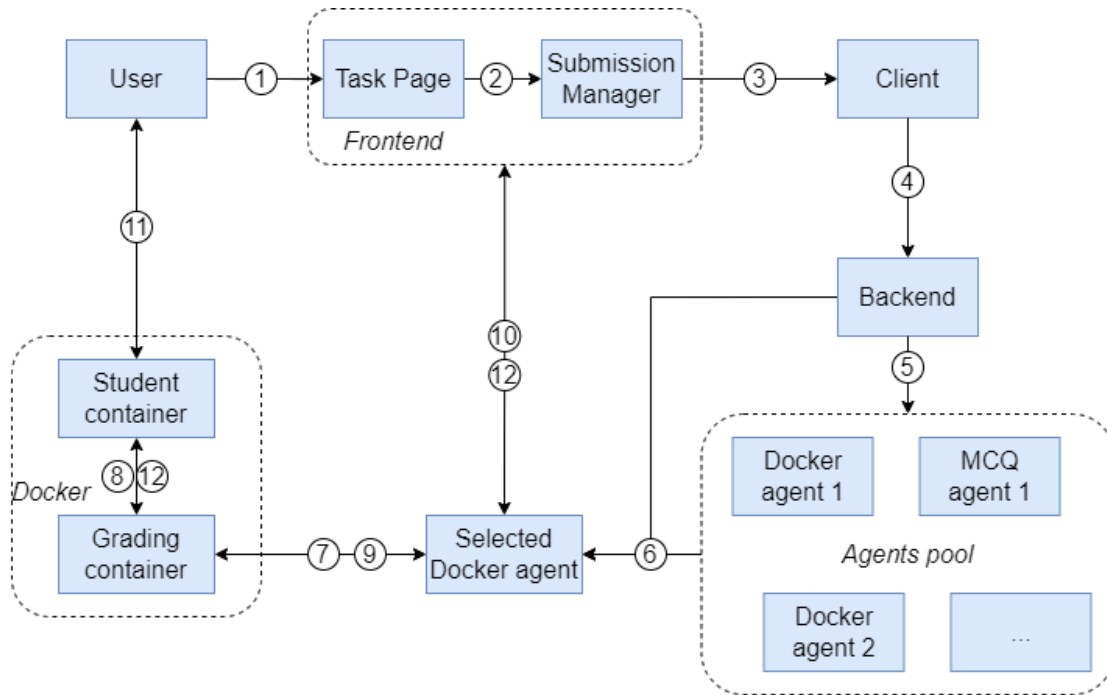 User
1
Task Page
2
Submission
Manager
3
Client
Frontend
4
11
Backend
10
12
5
Student
container
8
12
Docker
Grading
container
7
9
Selected
Docker agent
6
Docker
agent 1
MCQ
agent 1
Agents pool
Docker
agent 2
...